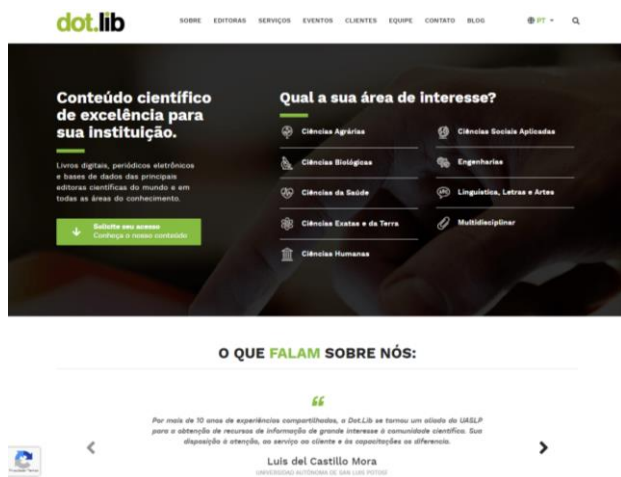 dot.lib
SOBRE EDITORAS SERVIÇOS EVENTOS CLIENTES EQUIPE CONTATO BLOG PT
Conteúdo científico
de excelência para
sua instituição.
Livros digitais, periódicos eletrônicos
e bases de dados das principais
editoras científicas do mundo e em
todas as áreas do conhecimento.
Solicite seu acesso
Conheça o nosso conteúdo
Qual a sua área de interesse?
Ciências Agrárias
Ciências Biológicas
Ciências da Saúde
Ciências Exatas e da Terra
Ciências Humanas
Ciências Sociais Aplicadas
Engenharias
Linguística, Letras e Artes
Multidisciplinar
O QUE FALAM SOBRE NÓS:
Por mais de 10 anos de experiências compartilhadas, a Dot.Lib se tornou um aliado da UASLP
para a obtenção de recursos de informação de grande interesse à comunidade científica. Sua
disposição à atenção, ao serviço ao cliente e às capacitações as diferencia.
Luis del Castillo Mora
UNIVERSIDAD AUTÓNOMA DE SAN LUIS POTOSÍ